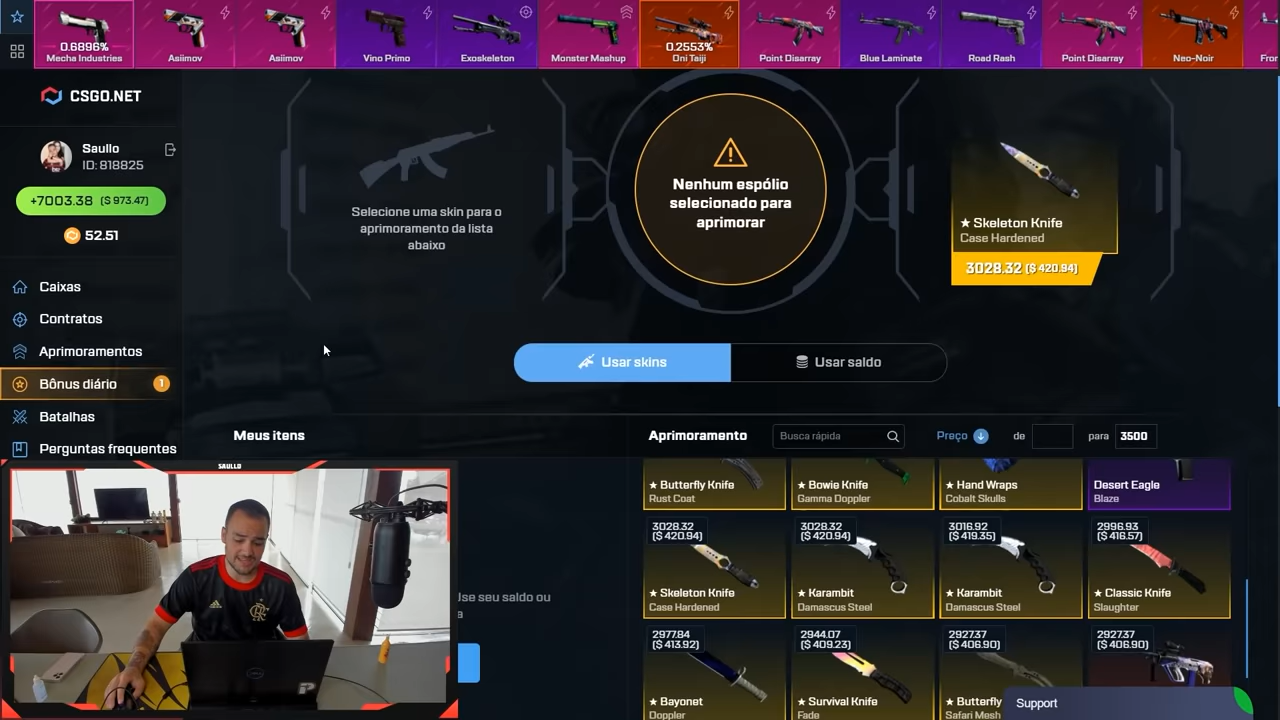 0.6896%
Mecha Industries
Asiimov
Asiimov
Vino Primo
Exoskeleton
Monster Mashup
0.2553%
Oni Taiji
Point Disarray
Blue Laminate
Road Rash
Point Disarray
Neo-Noir
Fron
CSGO.NET
Saullo
ID: 818825
+7003.38 ($ 973.47)
52.51
Caixas
Contratos
Aprimoramentos
Bônus diário 1
Batalhas
Perguntas frequentes
Selecione uma skin para o
aprimoramento da lista
abaixo
Nenhum espólio
selecionado para
aprimorar
★ Skeleton Knife
Case Hardened
3028.32 ($ 420.94)
Usar skins
Usar saldo
Meus itens
Aprimoramento
Busca rápida
Preço
de
para 3500
★ Butterfly Knife
Rust Coat
★ Bowie Knife
Gamma Doppler
★ Hand Wraps
Cobalt Skulls
Desert Eagle
Blaze
3028.32
($ 420.94)
★ Skeleton Knife
Case Hardened
3028.32
($ 420.94)
★ Karambit
Damascus Steel
3016.92
($ 419.35)
★ Karambit
Damascus Steel
2996.93
($ 416.57)
★ Classic Knife
Slaughter
2977.84
($ 413.92)
★ Bayonet
Doppler
2944.07
($ 409.23)
★ Survival Knife
Fade
2927.37
($ 406.90)
★ Butterfly
Safari Mesh
2927.37
($ 406.90)
Support
SAULLO
Use seu saldo ou